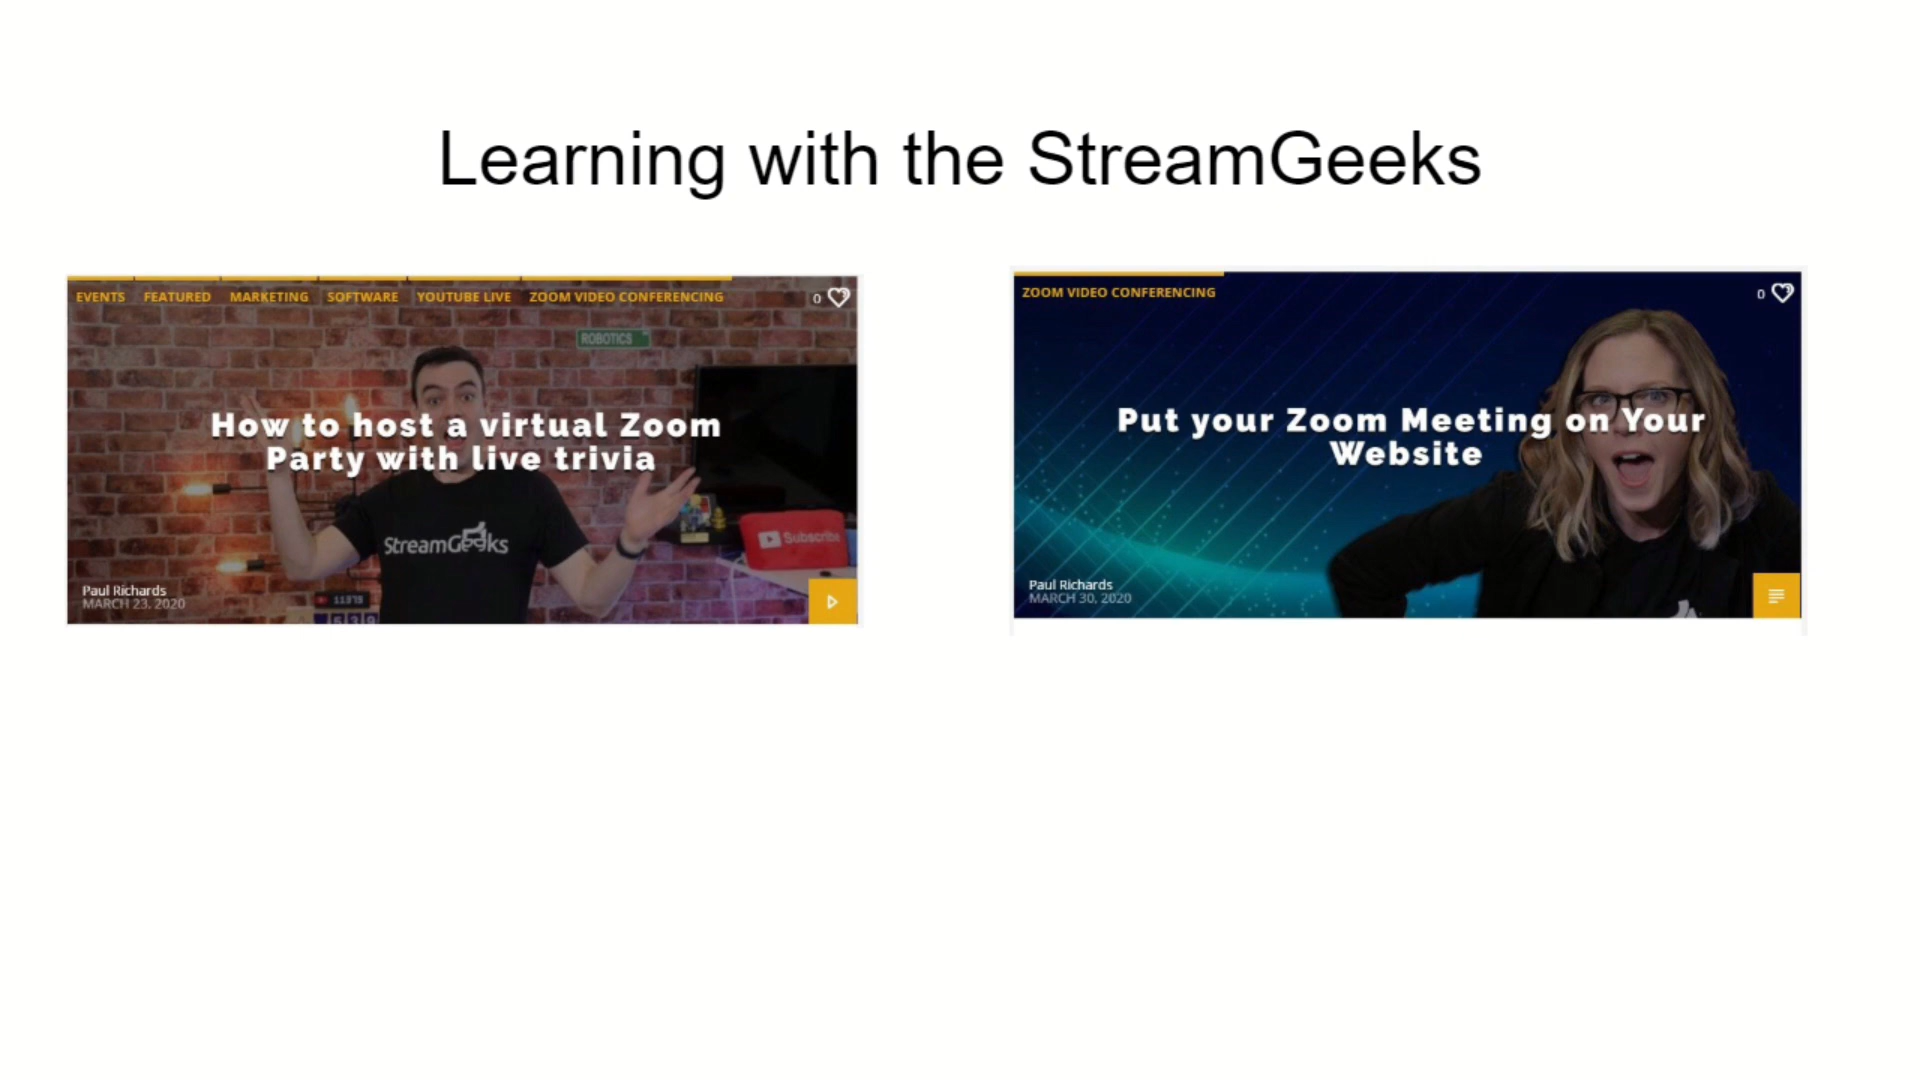 Learning with the StreamGeeks
EVENTS FEATURED MARKETING SOFTWARE YOUTUBE LIVE ZOOM VIDEO CONFERENCING
0
ROBOTICS
How to host a virtual Zoom
Party with live trivia
StreamGeeks
Subscribe
Paul Richards
MARCH 23, 2020
ZOOM VIDEO CONFERENCING
0
Put your Zoom Meeting on Your
Website
Paul Richards
MARCH 30, 2020